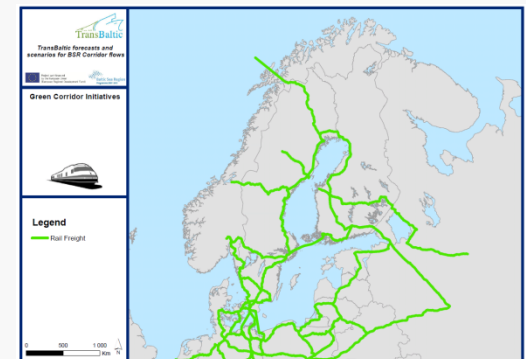 TransBaltic
TransBaltic forecasts and
scenarios for BSR Corridor flows
Green Corridor Initiatives
Legend
Rail Freight
0 500 1 000
Km
N